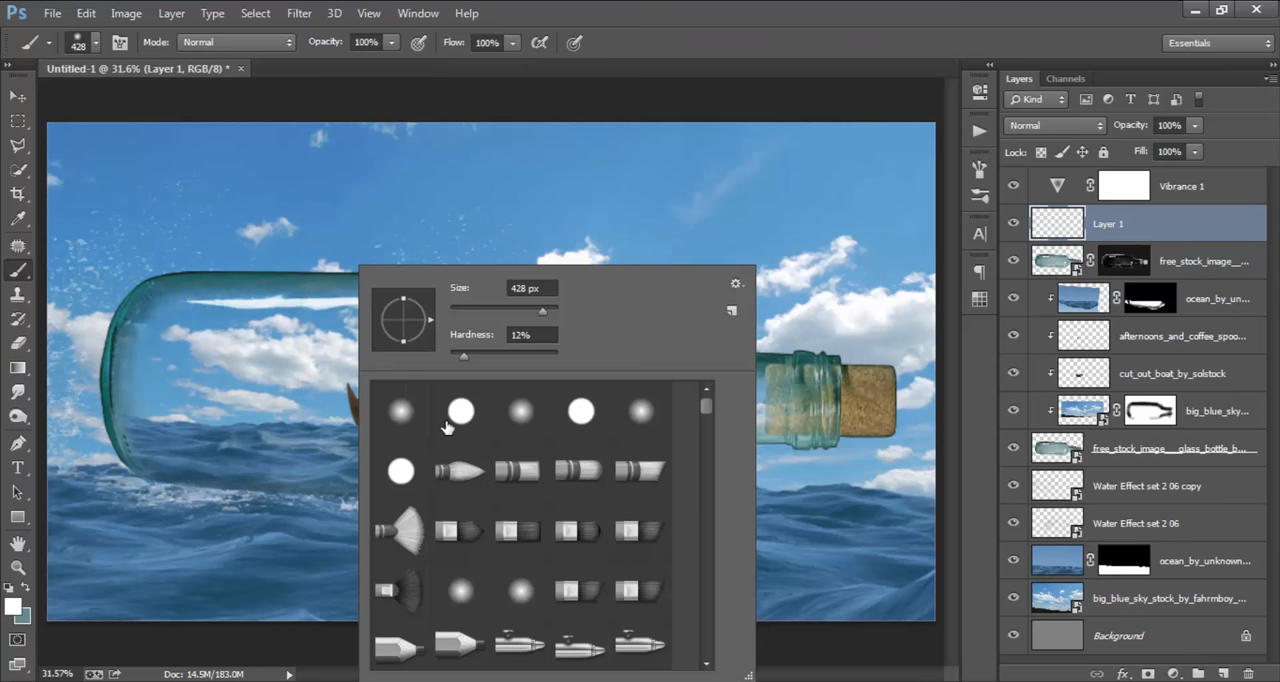 Ps File Edit Image Layer Type Select Filter 3D View Window Help
428 Mode: Normal Opacity: 100% Flow: 100% Essentials
Untitled-1 @ 31.6% (Layer 1, RGB/8) * ×
Layers Channels
Kind
Normal Opacity: 100%
Lock: Fill: 100%
Vibrance 1
Layer 1
free_stock_image__...
ocean_by_un...
afternoons_and_coffee_spoo...
cut_out_boat_by_solstock
big_blue_sky...
free_stock_image___glass_bottle_b...
Water Effect set 2 06 copy
Water Effect set 2 06
ocean_by_unknown...
big_blue_sky_stock_by_fahrmboy_...
Background
Size: 428 px
Hardness: 12%
31.57% Doc: 14.5M/183.0M